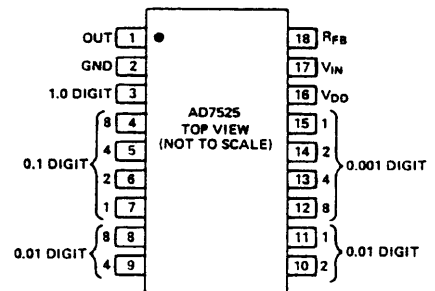 OUT 1 18 RFB
GND 2 17 VIN
1.0 DIGIT 3 16 VDD
AD7525
TOP VIEW
(NOT TO SCALE)
0.1 DIGIT
8 4
4 5
2 6
1 7
15 1
14 2
13 4
12 8
0.001 DIGIT
0.01 DIGIT
8 8
4 9
11 1
10 2
0.01 DIGIT